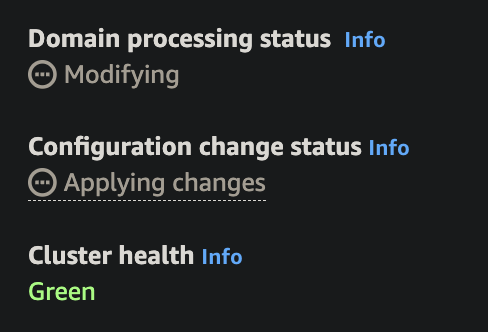 Domain processing status Info
Modifying
Configuration change status Info
Applying changes
Cluster health Info
Green